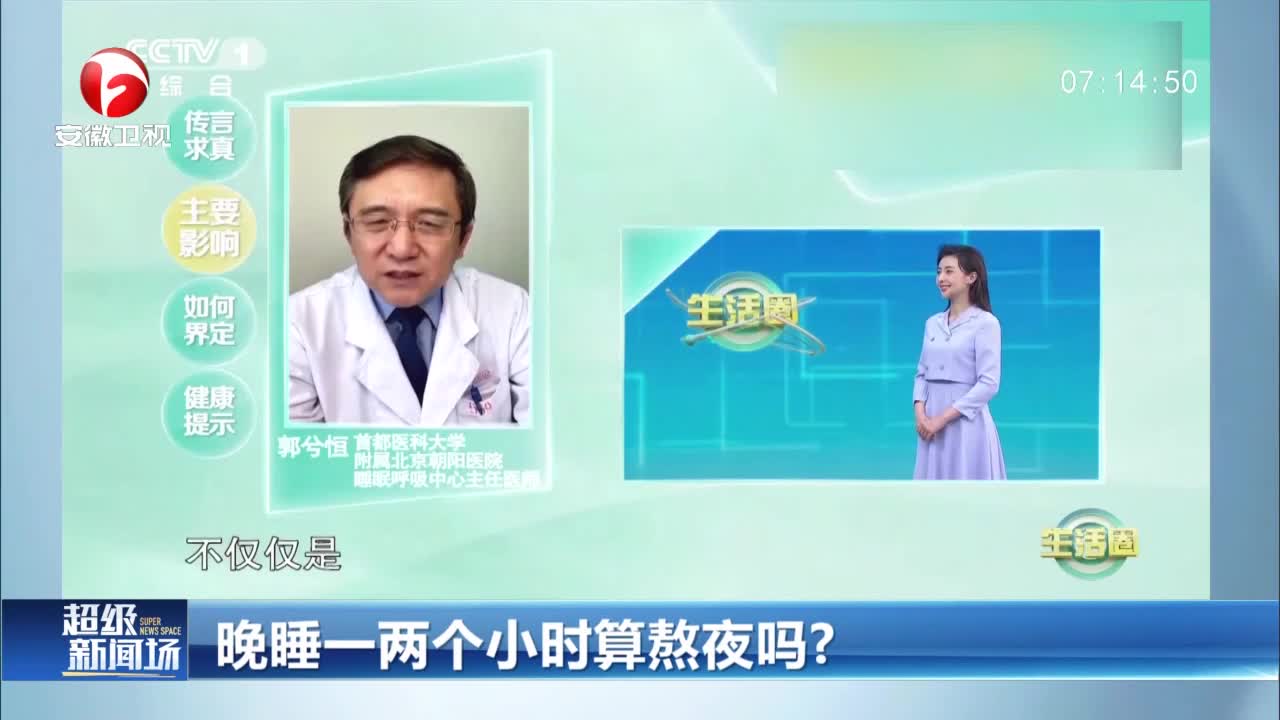 CCTV 1
综合
安徽卫视
07:14:50
传言
求真
主要
影响
如何
界定
健康
提示
郭兮恒
首都医科大学
附属北京朝阳医院
睡眠呼吸中心主任医师
生活圈
生活圈
不仅仅是
超级
新闻场
SUPER
NEWS SPACE
晚睡一两个小时算熬夜吗?